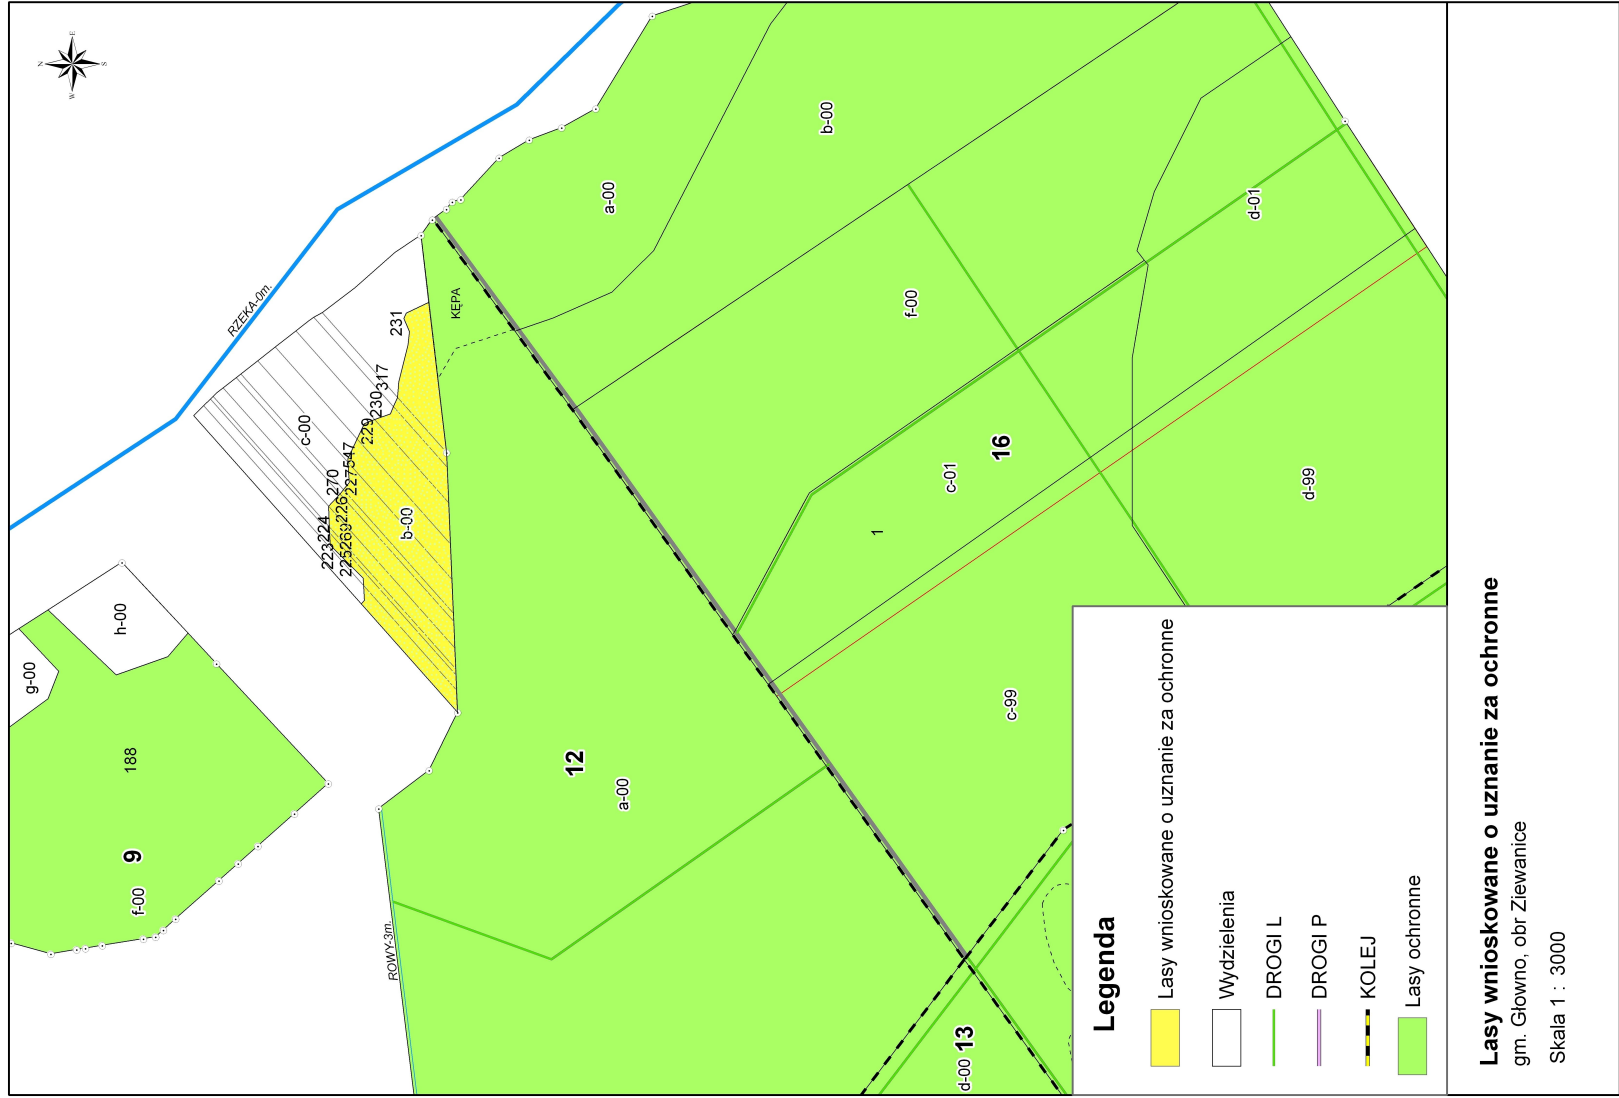 N
E
S
W
RZEKA-0m.
a-00
b-00
KĘPA
231
317
230
229
547
227
270
226
224
223
269
225
c-00
b-00
f-00
d-01
c-01
16
1
d-99
c-99
g-00
h-00
188
9
f-00
12
a-00
ROWY-3m.
d-00
13
Legenda
Lasy wnioskowane o uznanie za ochronne
Wydzielenia
DROGI L
DROGI P
KOLEJ
Lasy ochronne
Lasy wnioskowane o uznanie za ochronne
gm. Głowno, obr Ziewanice
Skala 1 : 3000